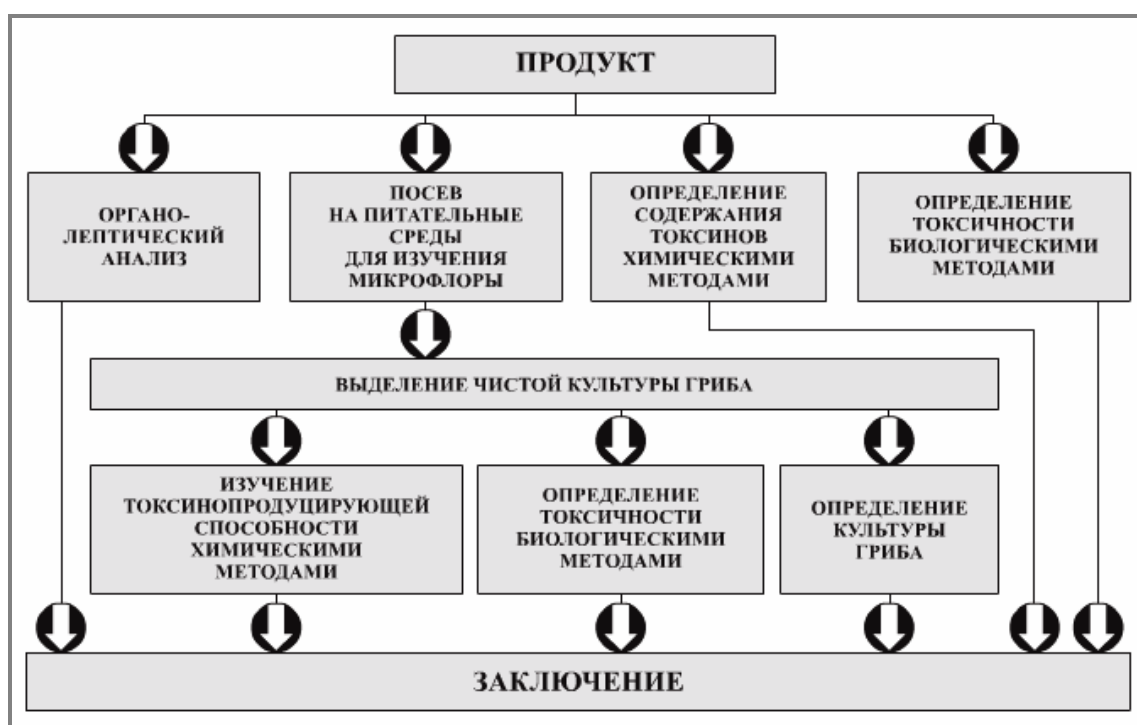 ПРОДУКТ
ОРГАНО-
ЛЕПТИЧЕСКИЙ
АНАЛИЗ
ПОСЕВ
НА ПИТАТЕЛЬНЫЕ
СРЕДЫ
ДЛЯ ИЗУЧЕНИЯ
МИКРОФЛОРЫ
ОПРЕДЕЛЕНИЕ
СОДЕРЖАНИЯ
ТОКСИНОВ
ХИМИЧЕСКИМИ
МЕТОДАМИ
ОПРЕДЕЛЕНИЕ
ТОКСИЧНОСТИ
БИОЛОГИЧЕСКИМИ
МЕТОДАМИ
ВЫДЕЛЕНИЕ ЧИСТОЙ КУЛЬТУРЫ ГРИБА
ИЗУЧЕНИЕ
ТОКСИНОПРОДУЦИРУЮЩЕЙ
СПОСОБНОСТИ
ХИМИЧЕСКИМИ
МЕТОДАМИ
ОПРЕДЕЛЕНИЕ
ТОКСИЧНОСТИ
БИОЛОГИЧЕСКИМИ
МЕТОДАМИ
ОПРЕДЕЛЕНИЕ
КУЛЬТУРЫ
ГРИБА
ЗАКЛЮЧЕНИЕ